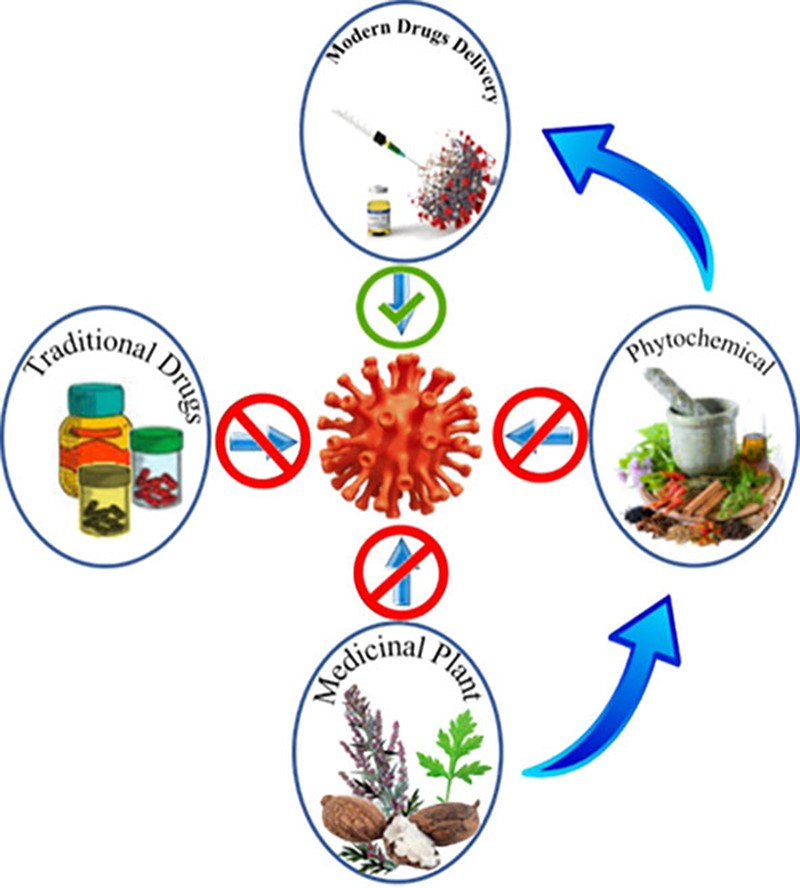 Modern Drugs Delivery
Traditional Drugs
Phytochemical
Medicinal Plant